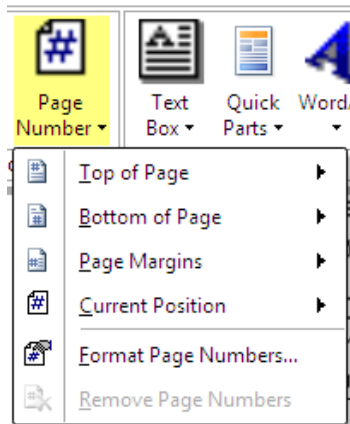 Page Text Quick
Number Box Parts
Top of Page
Bottom of Page
Page Margins
Current Position
Format Page Numbers...
Remove Page Numbers